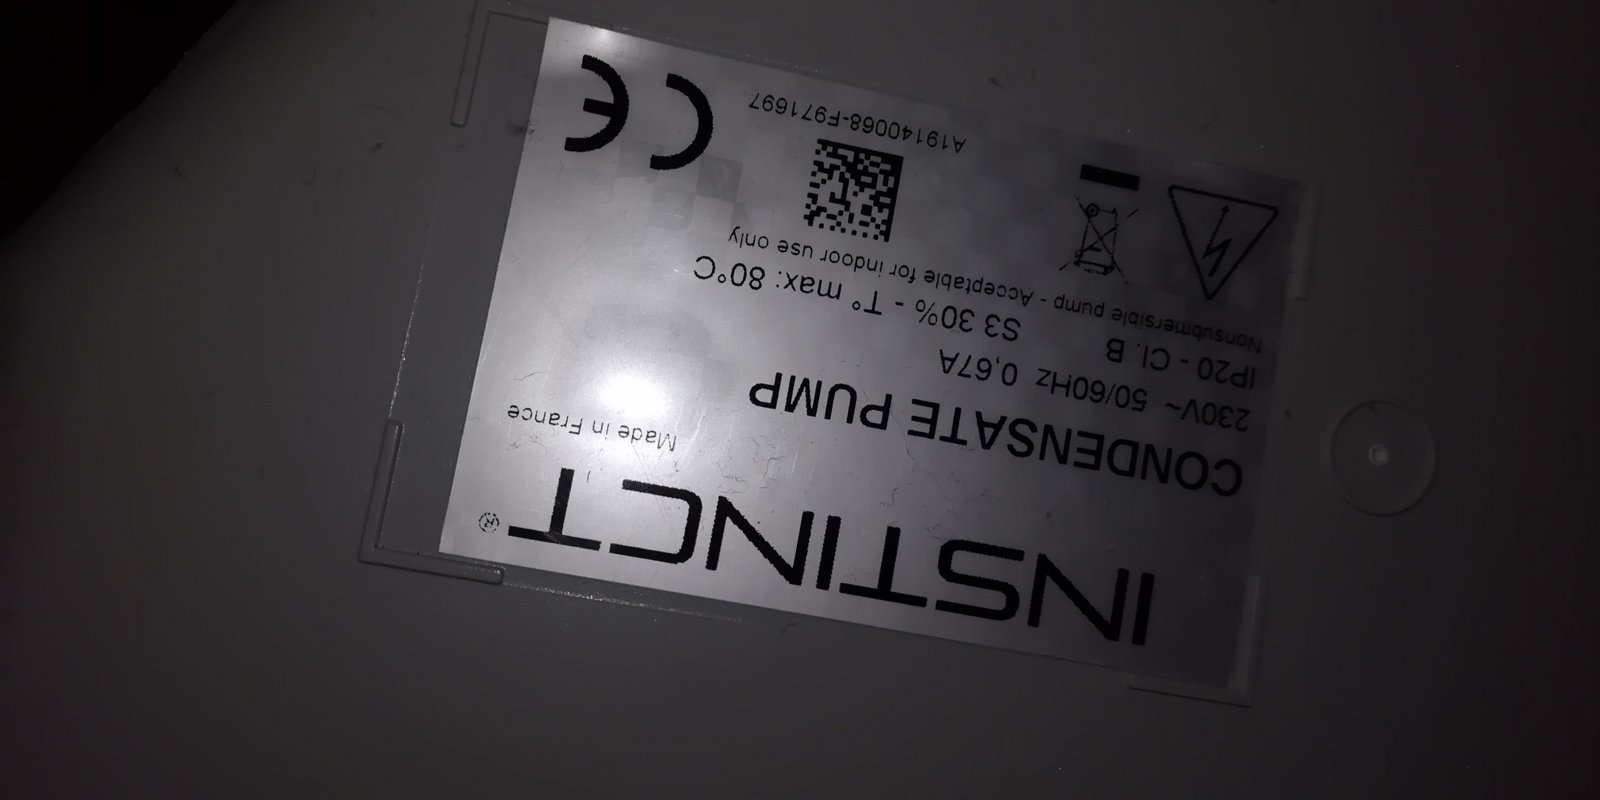 INSTINCT®
Made in France
CONDENSATE PUMP
230V~ 50/60Hz 0,67A
IP20 - Cl. B S3 30% - T° max: 80°C
Nonsubmersible pump - Acceptable for indoor use only
A19140068-F971697
CE